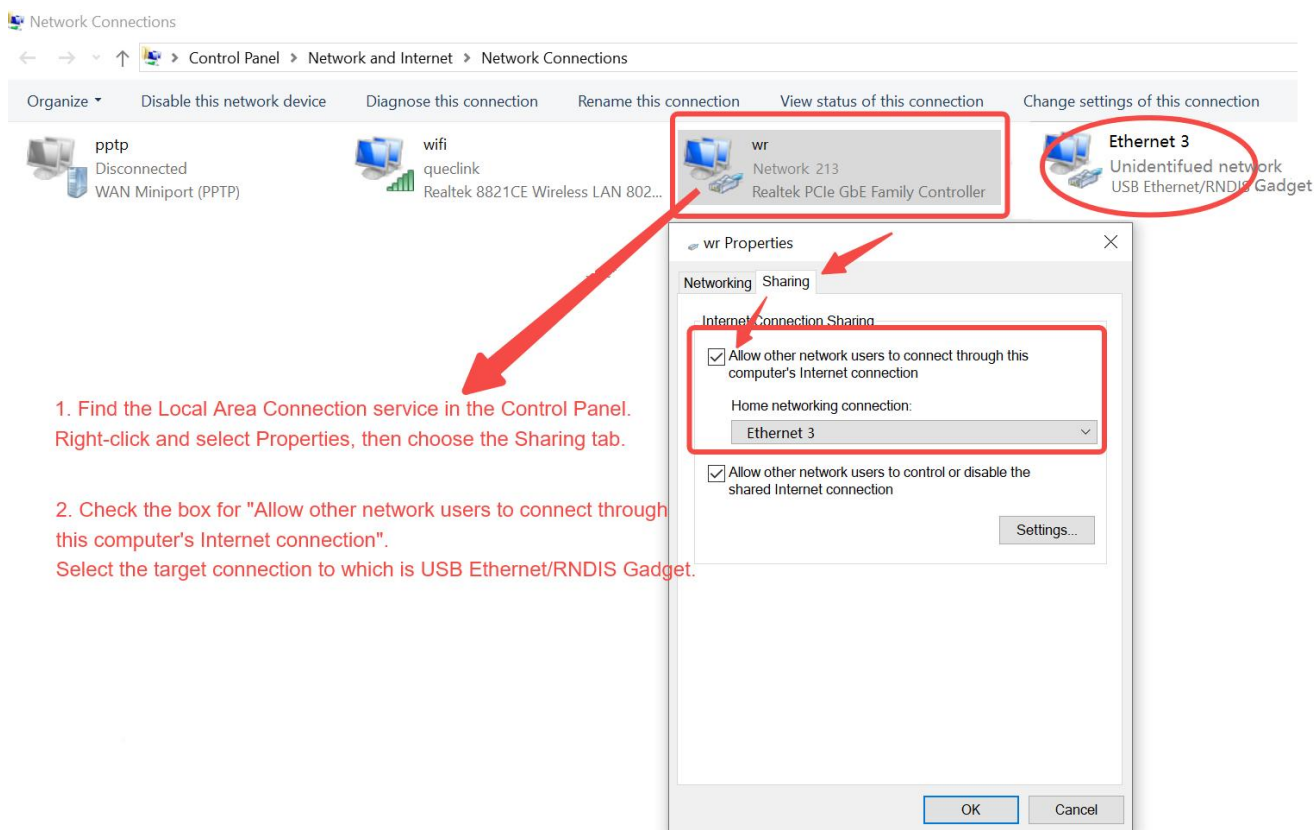 Network Connections
Control Panel > Network and Internet > Network Connections
Organize Disable this network device Diagnose this connection Rename this connection View status of this connection Change settings of this connection
pptp
Disconnected
WAN Miniport (PPTP)
wifi
queclink
Realtek 8821CE Wireless LAN 802...
wr
Network 213
Realtek PCIe GbE Family Controller
Ethernet 3
Unidentifued network
USB Ethernet/RNDIS Gadget
wr Properties
Networking Sharing
Internet Connection Sharing
Allow other network users to connect through this
computer's Internet connection
Home networking connection:
Ethernet 3
Allow other network users to control or disable the
shared Internet connection
Settings...
OK Cancel
1. Find the Local Area Connection service in the Control Panel.
Right-click and select Properties, then choose the Sharing tab.
2. Check the box for "Allow other network users to connect through
this computer's Internet connection".
Select the target connection to which is USB Ethernet/RNDIS Gadget.